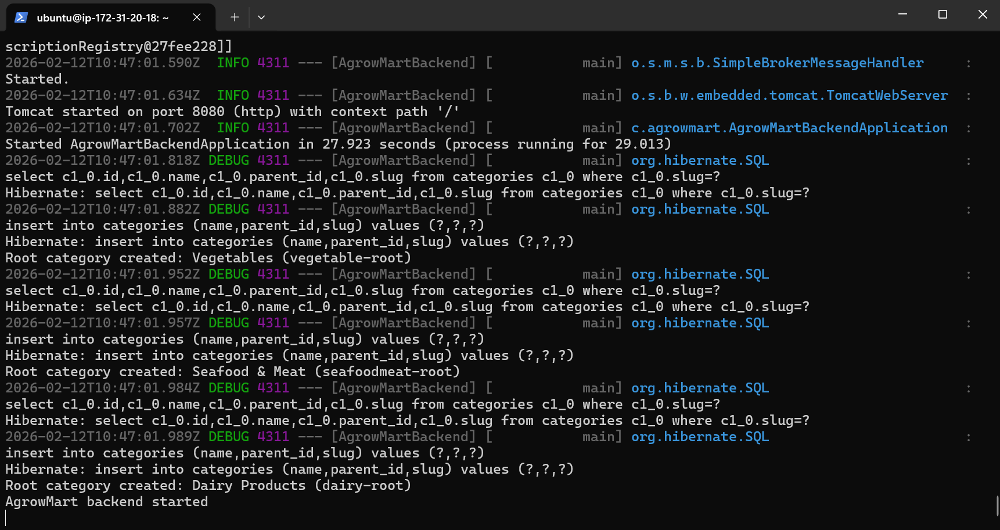 ubuntu@ip-172-31-20-18: ~
scriptionRegistry@27fee228]]
2026-02-12T10:47:01.590Z  INFO 4311 --- [AgrowMartBackend] [           main] o.s.m.s.b.SimpleBrokerMessageHandler     :
Started.
2026-02-12T10:47:01.634Z  INFO 4311 --- [AgrowMartBackend] [           main] o.s.b.w.embedded.tomcat.TomcatWebServer  :
Tomcat started on port 8080 (http) with context path '/'
2026-02-12T10:47:01.702Z  INFO 4311 --- [AgrowMartBackend] [           main] c.agrowmart.AgrowMartBackendApplication  :
Started AgrowMartBackendApplication in 27.923 seconds (process running for 29.013)
2026-02-12T10:47:01.818Z DEBUG 4311 --- [AgrowMartBackend] [           main] org.hibernate.SQL                        :
select c1_0.id,c1_0.name,c1_0.parent_id,c1_0.slug from categories c1_0 where c1_0.slug=?
Hibernate: select c1_0.id,c1_0.name,c1_0.parent_id,c1_0.slug from categories c1_0 where c1_0.slug=?
2026-02-12T10:47:01.882Z DEBUG 4311 --- [AgrowMartBackend] [           main] org.hibernate.SQL                        :
insert into categories (name,parent_id,slug) values (?,?,?)
Hibernate: insert into categories (name,parent_id,slug) values (?,?,?)
Root category created: Vegetables (vegetable-root)
2026-02-12T10:47:01.952Z DEBUG 4311 --- [AgrowMartBackend] [           main] org.hibernate.SQL                        :
select c1_0.id,c1_0.name,c1_0.parent_id,c1_0.slug from categories c1_0 where c1_0.slug=?
Hibernate: select c1_0.id,c1_0.name,c1_0.parent_id,c1_0.slug from categories c1_0 where c1_0.slug=?
2026-02-12T10:47:01.957Z DEBUG 4311 --- [AgrowMartBackend] [           main] org.hibernate.SQL                        :
insert into categories (name,parent_id,slug) values (?,?,?)
Hibernate: insert into categories (name,parent_id,slug) values (?,?,?)
Root category created: Seafood & Meat (seafoodmeat-root)
2026-02-12T10:47:01.984Z DEBUG 4311 --- [AgrowMartBackend] [           main] org.hibernate.SQL                        :
select c1_0.id,c1_0.name,c1_0.parent_id,c1_0.slug from categories c1_0 where c1_0.slug=?
Hibernate: select c1_0.id,c1_0.name,c1_0.parent_id,c1_0.slug from categories c1_0 where c1_0.slug=?
2026-02-12T10:47:01.989Z DEBUG 4311 --- [AgrowMartBackend] [           main] org.hibernate.SQL                        :
insert into categories (name,parent_id,slug) values (?,?,?)
Hibernate: insert into categories (name,parent_id,slug) values (?,?,?)
Root category created: Dairy Products (dairy-root)
AgrowMart backend started